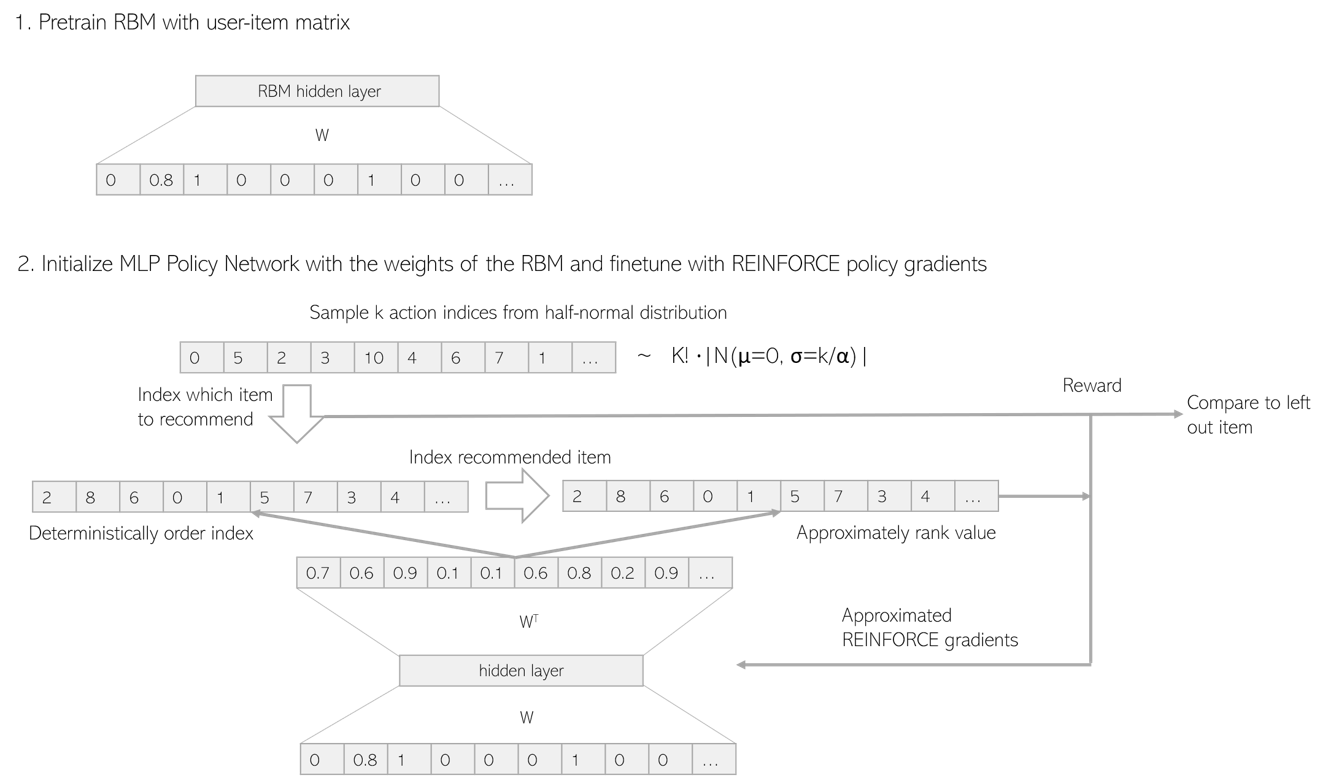 1. Pretrain RBM with user-item matrix
RBM hidden layer
W
0 0.8 1 0 0 0 1 0 0 ...
2. Initialize MLP Policy Network with the weights of the RBM and finetune with REINFORCE policy gradients
Sample k action indices from half-normal distribution
0 5 2 3 10 4 6 7 1 ... ~ K! ·|N(μ=0, σ=k/α)|
Index which item
to recommend
Reward
Compare to left
out item
Index recommended item
2 8 6 0 1 5 7 3 4 ...
2 8 6 0 1 5 7 3 4 ...
Deterministically order index
Approximately rank value
0.7 0.6 0.9 0.1 0.1 0.6 0.8 0.2 0.9 ...
Wᵀ
Approximated
REINFORCE gradients
hidden layer
W
0 0.8 1 0 0 0 1 0 0 ...